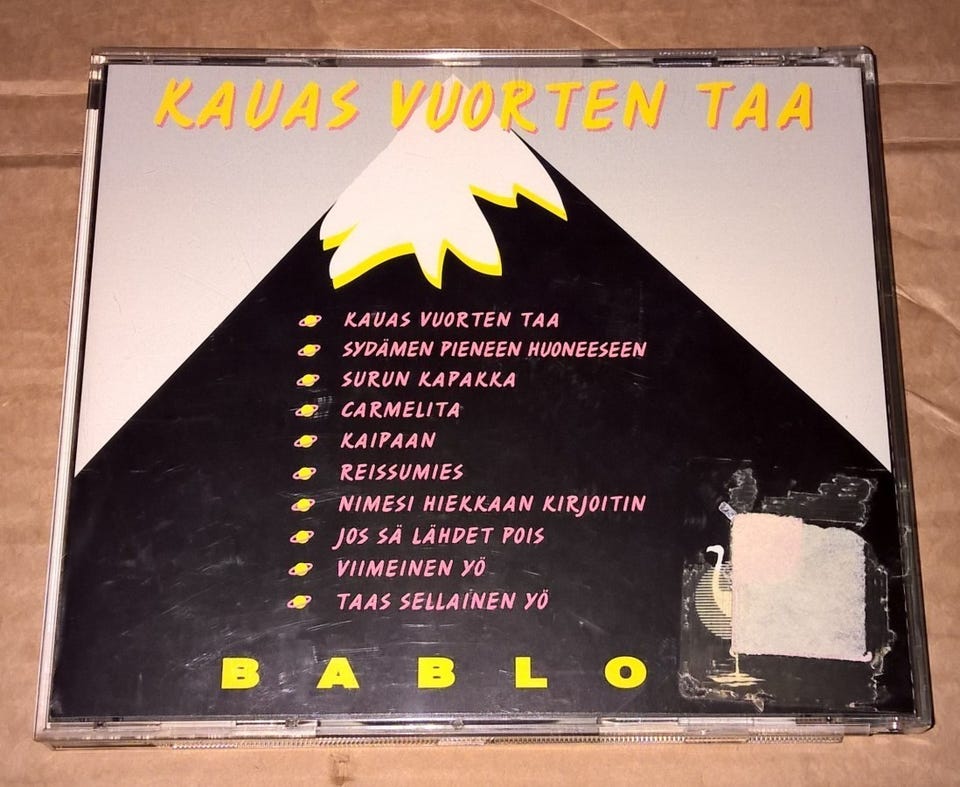 KAUAS VUORTEN TAA
KAUAS VUORTEN TAA
SYDÄMEN PIENEEN HUONEESEEN
SURUN KAPAKKA
CARMELITA
KAIPAAN
REISSUMIES
NIMESI HIEKKAAN KIRJOITIN
JOS SÄ LÄHDET POIS
VIIMEINEN YÖ
TAAS SELLAINEN YÖ
BABLO